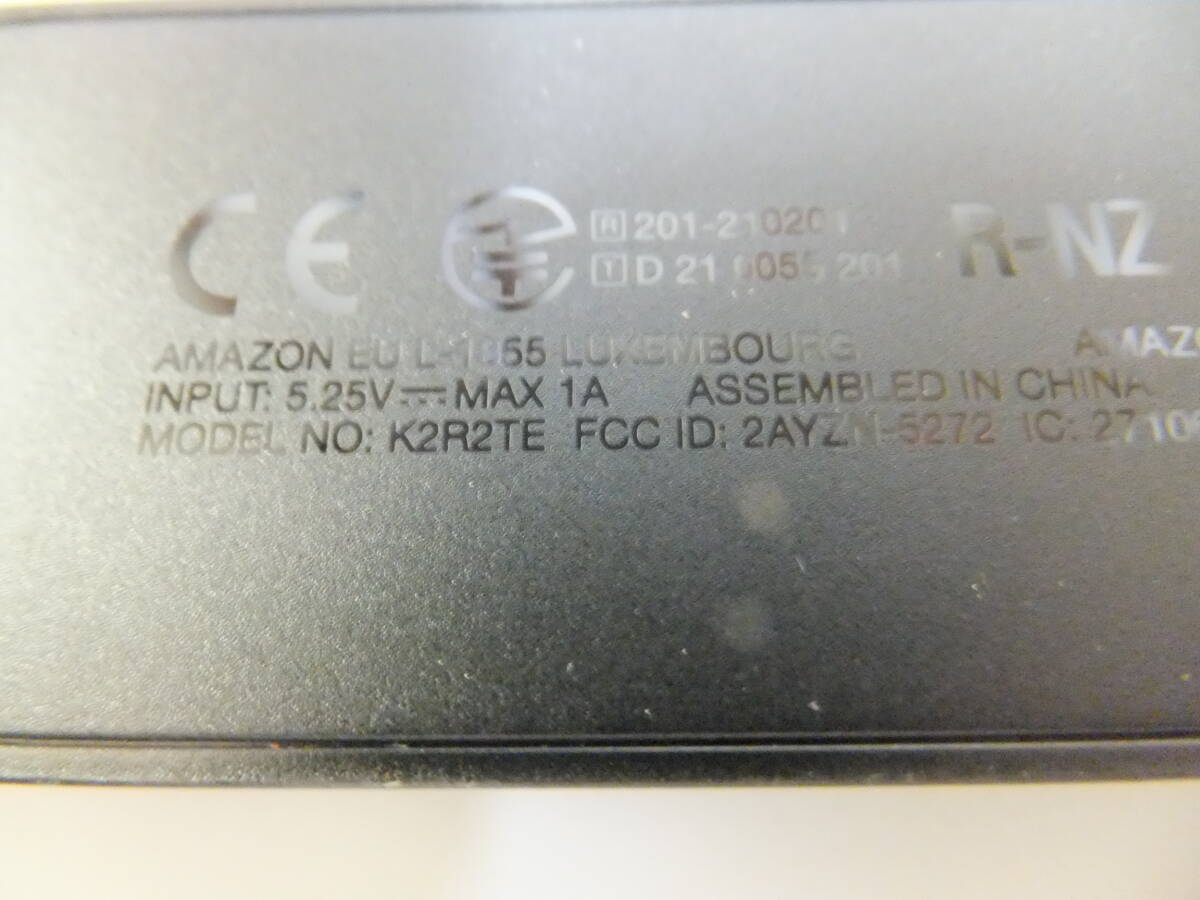 CE R 201-210201 R-NZ
T D 21 0055 201
AMAZON EU L-1855 LUXEMBOURG
INPUT: 5.25V⎓MAX 1A ASSEMBLED IN CHINA
MODEL NO: K2R2TE FCC ID: 2AYZN-5272 IC: